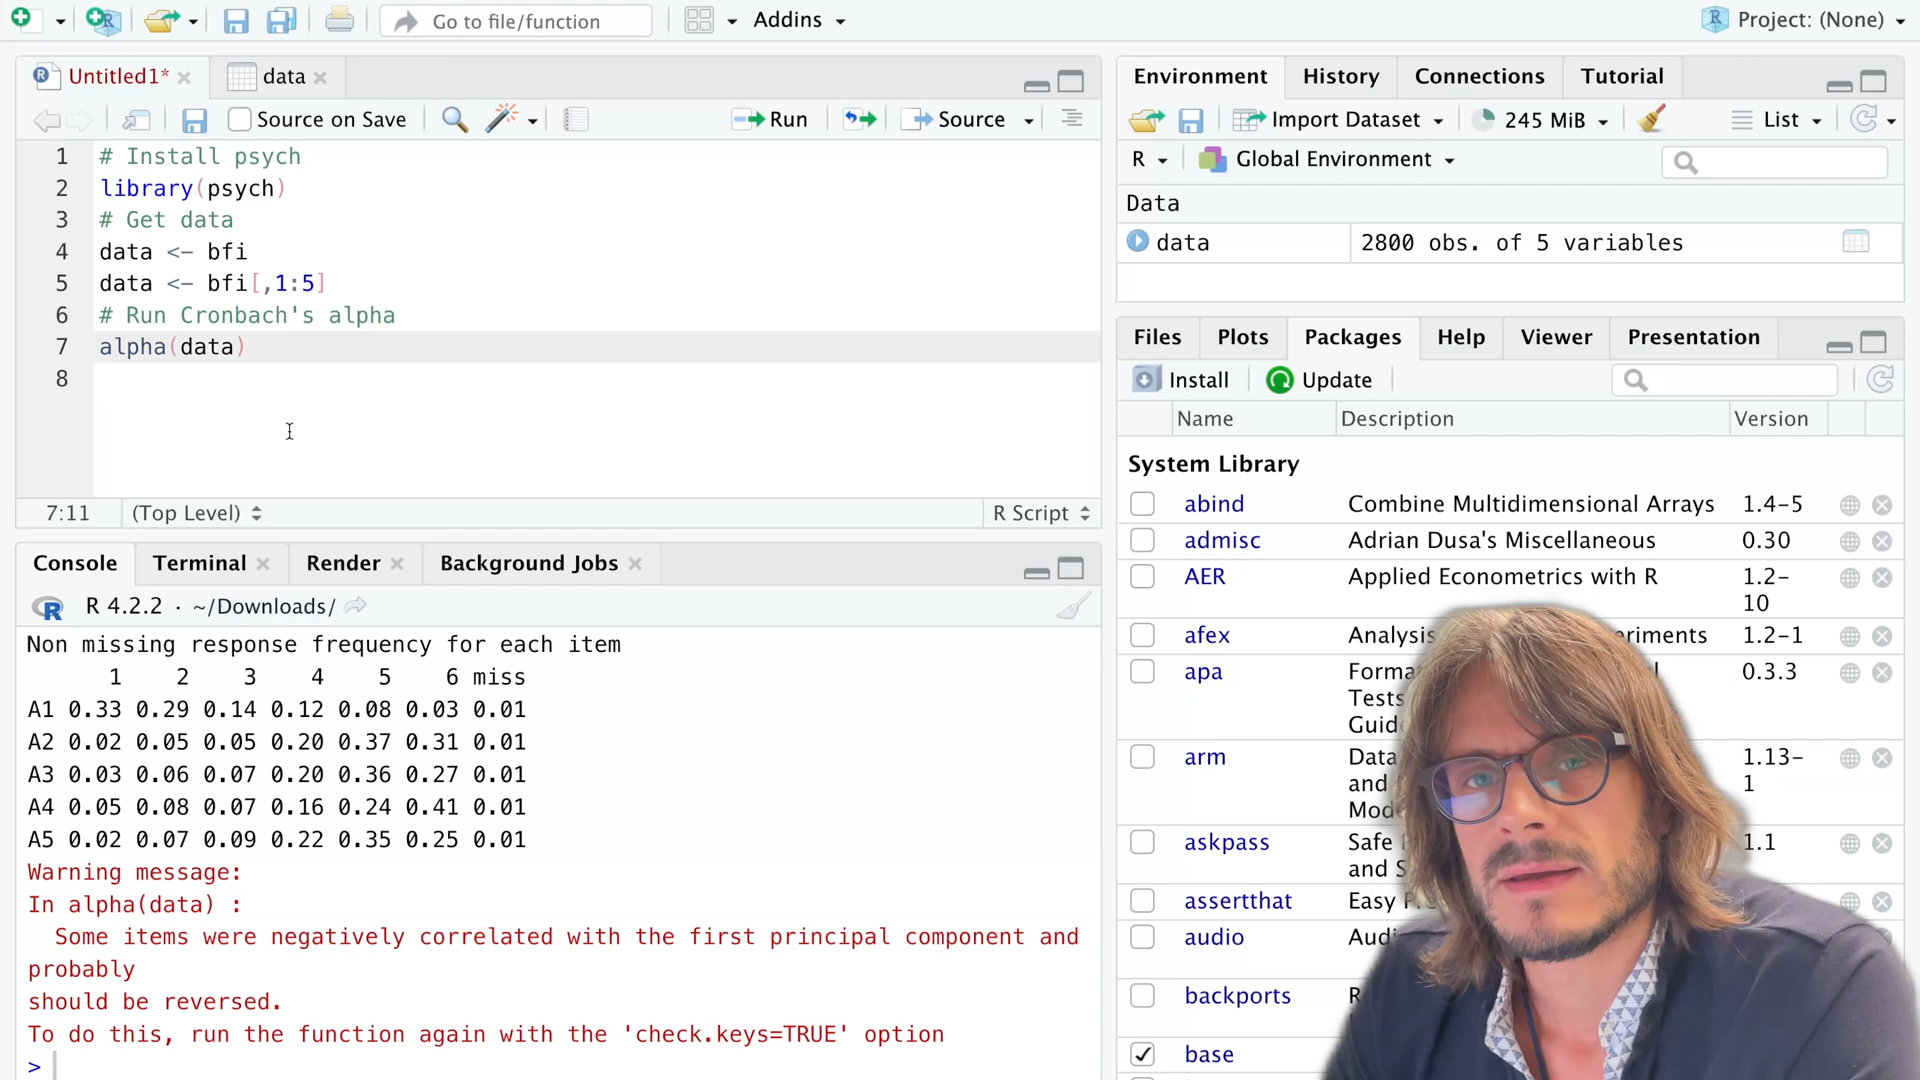 Go to file/function
Addins
Project: (None)
Untitled1*
data
Source on Save
Run
Source
1 # Install psych
2 library(psych)
3 # Get data
4 data <- bfi
5 data <- bfi[,1:5]
6 # Run Cronbach's alpha
7 alpha(data)
8
7:11 (Top Level) R Script
Console Terminal Render Background Jobs
R 4.2.2 · ~/Downloads/
Non missing response frequency for each item
1 2 3 4 5 6 miss
A1 0.33 0.29 0.14 0.12 0.08 0.03 0.01
A2 0.02 0.05 0.05 0.20 0.37 0.31 0.01
A3 0.03 0.06 0.07 0.20 0.36 0.27 0.01
A4 0.05 0.08 0.07 0.16 0.24 0.41 0.01
A5 0.02 0.07 0.09 0.22 0.35 0.25 0.01
Warning message:
In alpha(data) :
Some items were negatively correlated with the first principal component and
probably
should be reversed.
To do this, run the function again with the 'check.keys=TRUE' option
>
Environment History Connections Tutorial
Import Dataset 245 MiB List
R Global Environment
Data
data 2800 obs. of 5 variables
Files Plots Packages Help Viewer Presentation
Install Update
Name Description Version
System Library
abind Combine Multidimensional Arrays 1.4-5
admisc Adrian Dusa's Miscellaneous 0.30
AER Applied Econometrics with R 1.2-
10
afex 1.2-1
apa 0.3.3
Tests
arm Data 1.13-
and 1
askpass Safe 1.1
and
assertthat Easy
audio
backports
base